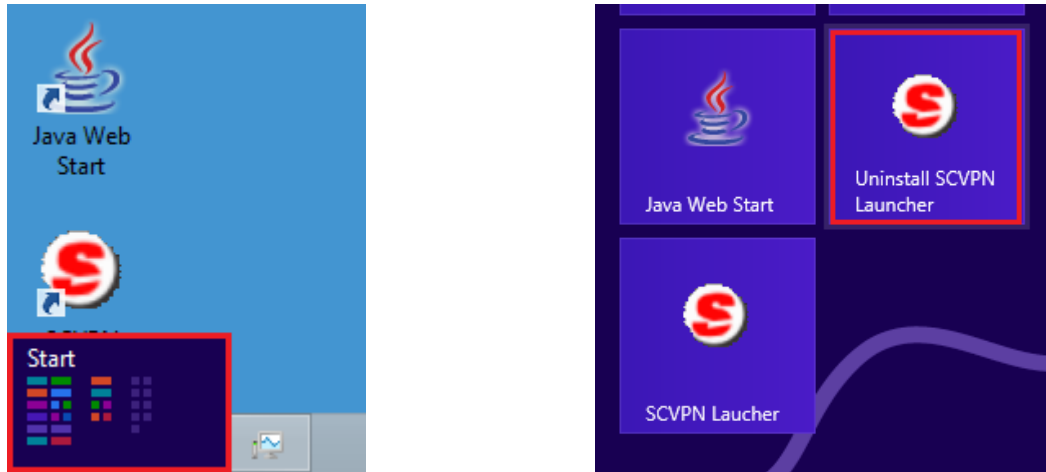 Java Web
Start
Start
Java Web Start
Uninstall SCVPN
Launcher
SCVPN Laucher